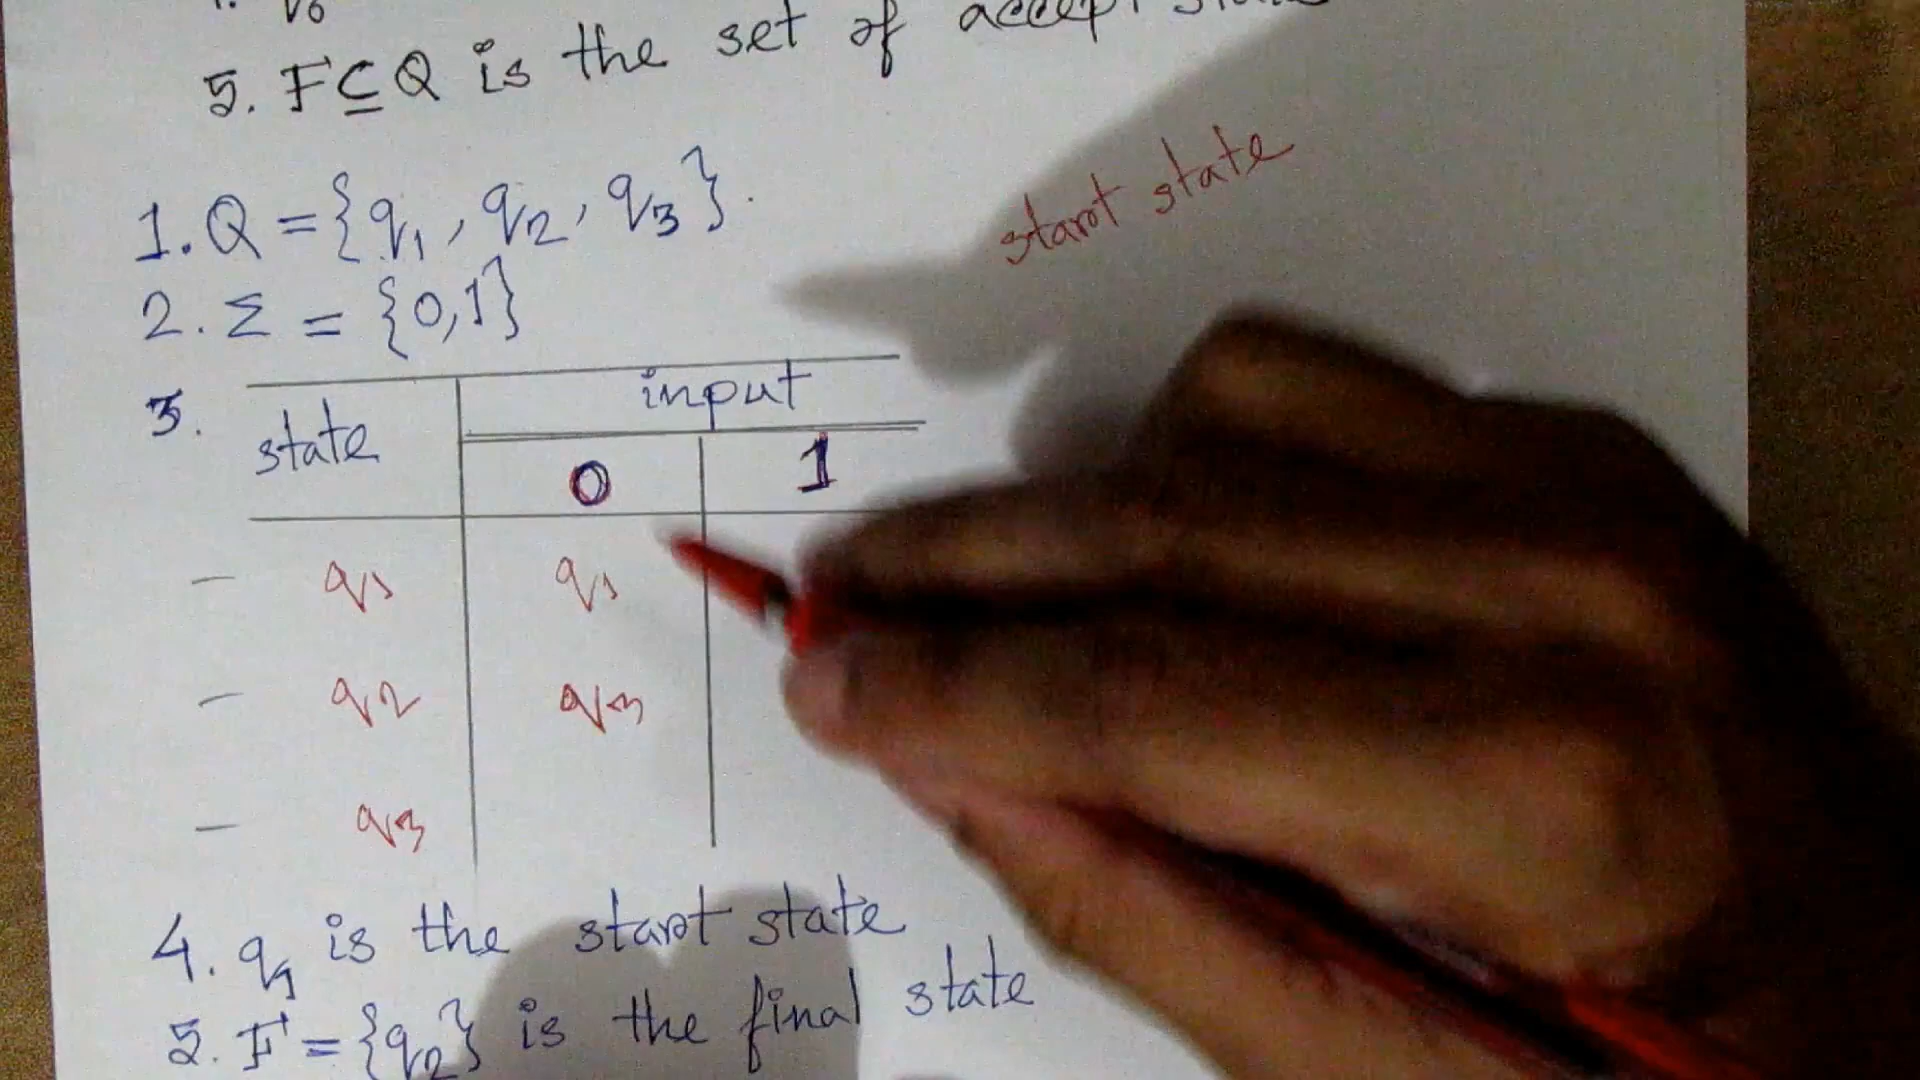 5. F ⊆ Q is the set of accept
start state
1. Q = {q1, q2, q3}.
2. Σ = {0,1}
3. state input
0 1
– q1 q1
– q2 q3
– q3
4. q1 is the start state
5. F = {q2} is the final state